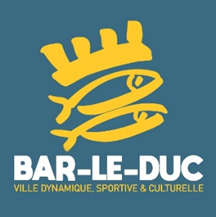 BAR-LE-DUC
VILLE DYNAMIQUE, SPORTIVE & CULTURELLE